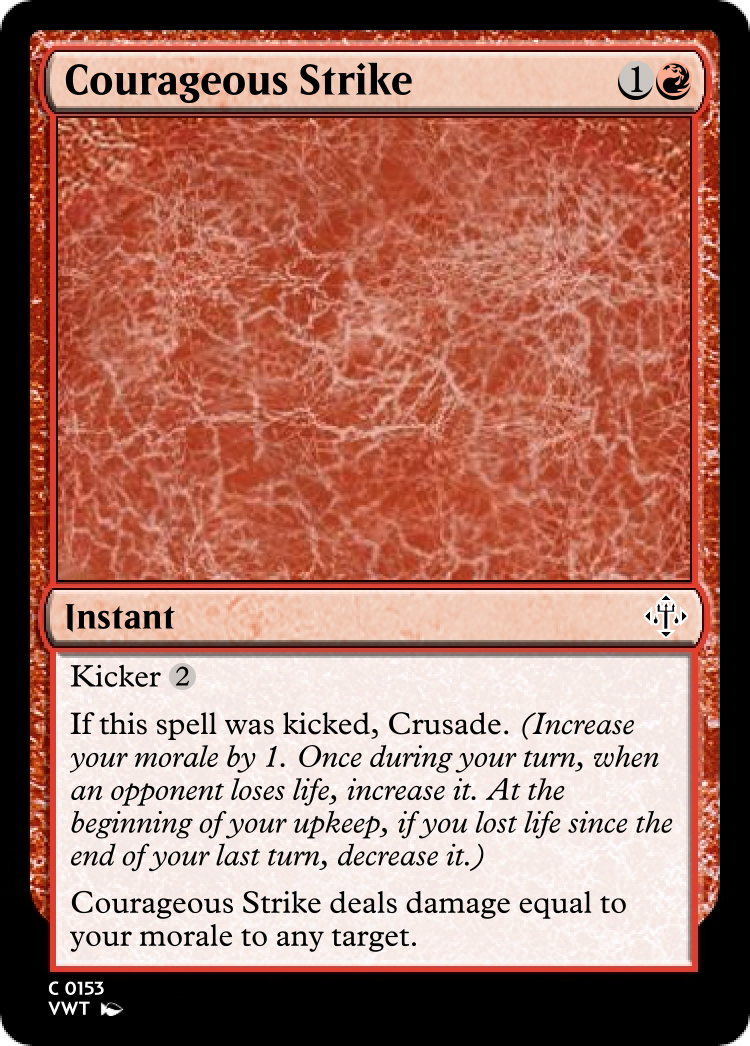 Courageous Strike 1
Instant
Kicker 2
If this spell was kicked, Crusade. (Increase
your morale by 1. Once during your turn, when
an opponent loses life, increase it. At the
beginning of your upkeep, if you lost life since the
end of your last turn, decrease it.)
Courageous Strike deals damage equal to
your morale to any target.
C 0153
VWT